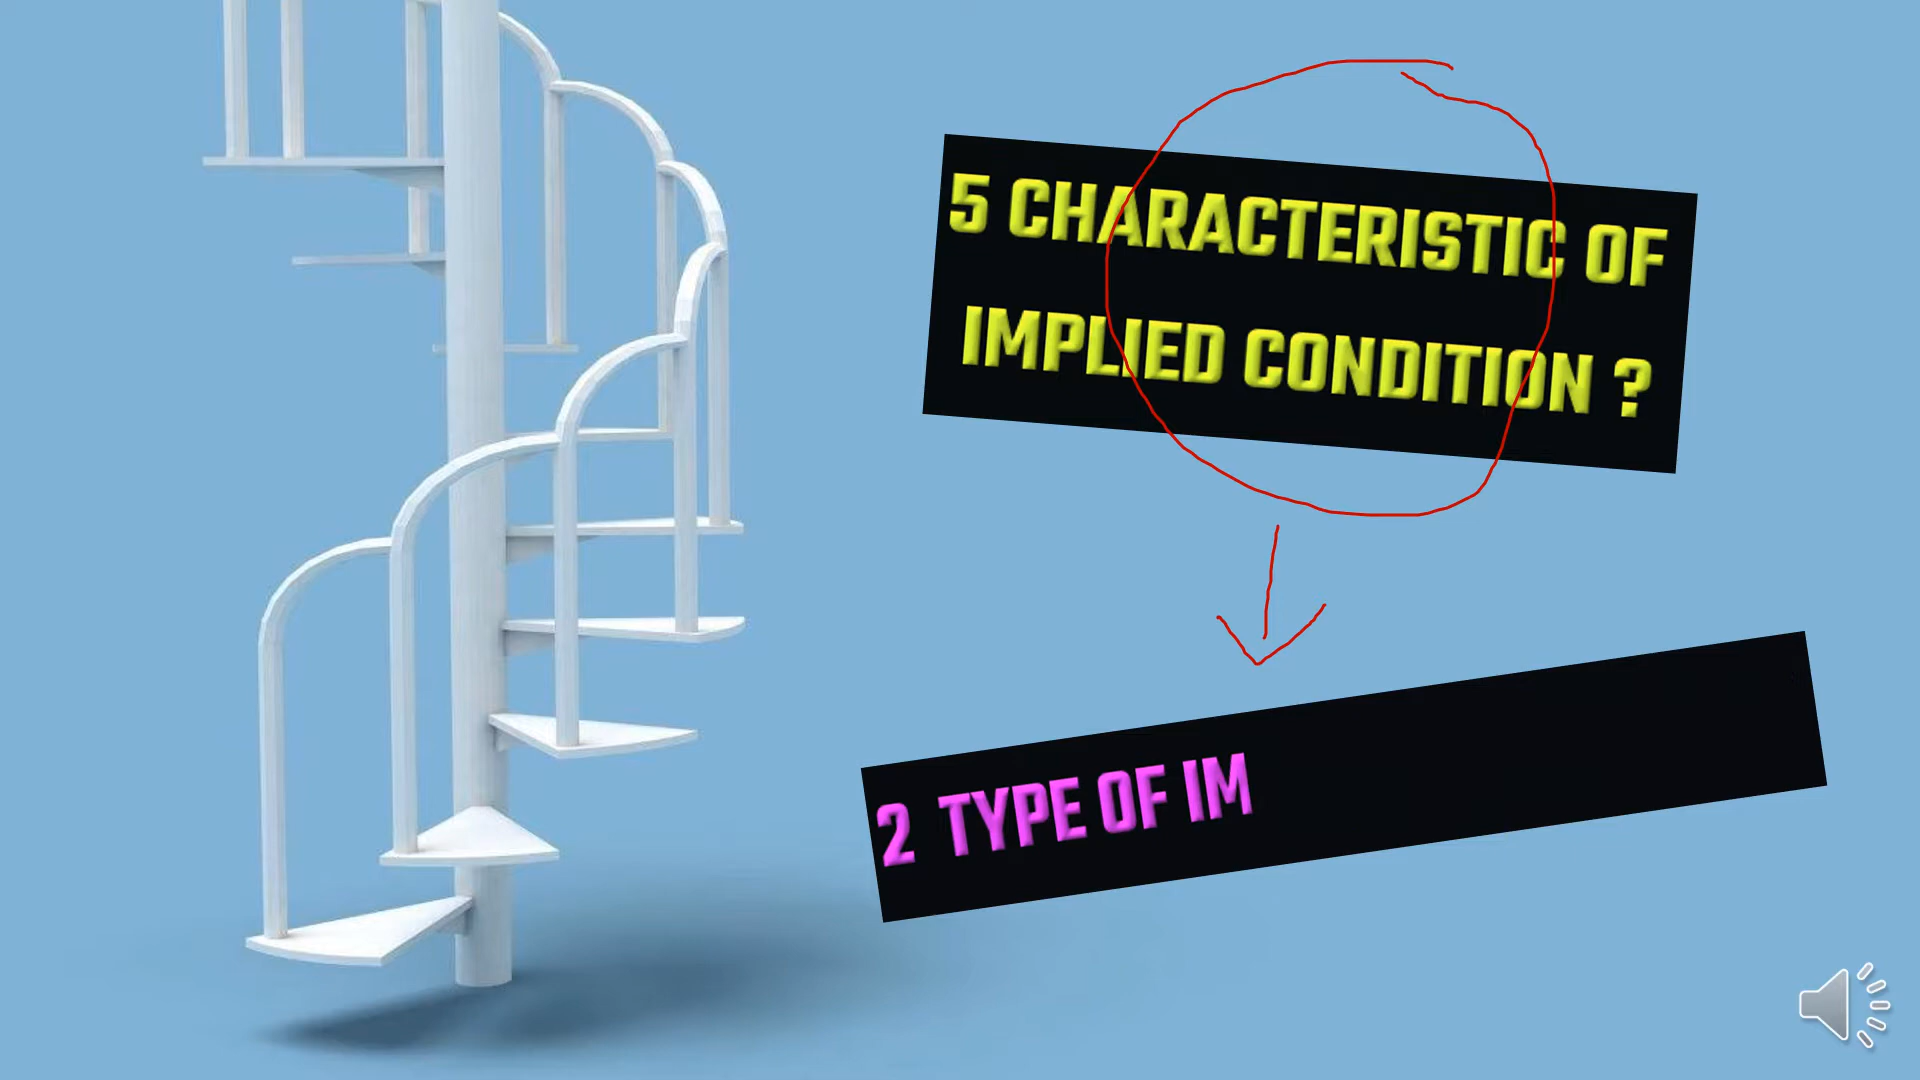 5 CHARACTERISTIC OF
IMPLIED CONDITION ?
2 TYPE OF IM